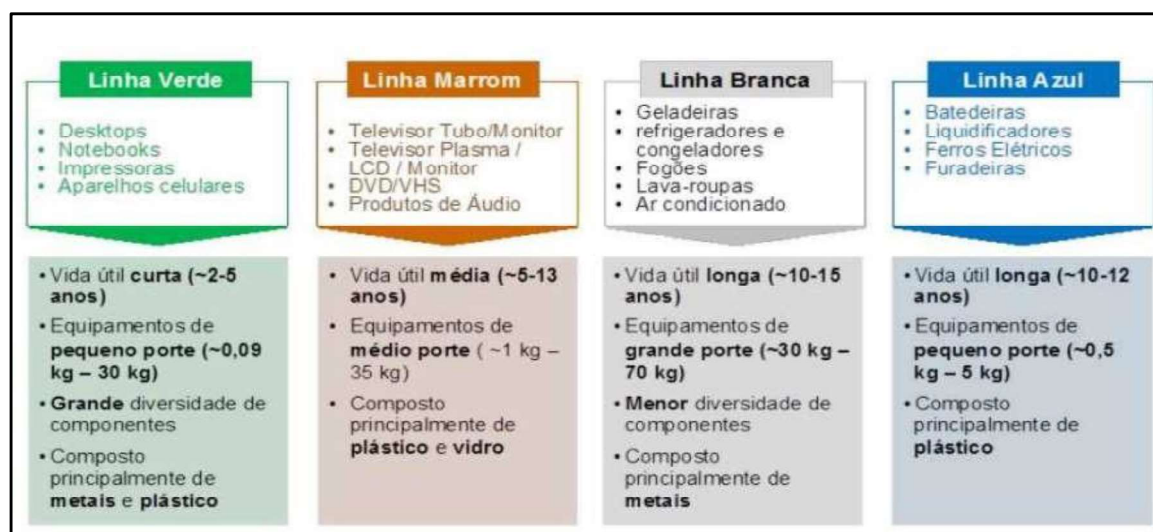 Linha Verde
• Desktops
• Notebooks
• Impressoras
• Aparelhos celulares
• Vida útil curta (~2-5
anos)
• Equipamentos de
pequeno porte (~0,09
kg – 30 kg)
• Grande diversidade de
componentes
• Composto
principalmente de
metais e plástico
Linha Marrom
• Televisor Tubo/Monitor
• Televisor Plasma /
LCD / Monitor
• DVD/VHS
• Produtos de Áudio
• Vida útil média (~5-13
anos)
• Equipamentos de
médio porte ( ~1 kg –
35 kg)
• Composto
principalmente de
plástico e vidro
Linha Branca
• Geladeiras
• refrigeradores e
congeladores
• Fogões
• Lava-roupas
• Ar condicionado
• Vida útil longa (~10-15
anos)
• Equipamentos de
grande porte (~30 kg –
70 kg)
• Menor diversidade de
componentes
• Composto
principalmente de
metais
Linha Azul
• Batedeiras
• Liquidificadores
• Ferros Elétricos
• Furadeiras
• Vida útil longa (~10-12
anos)
• Equipamentos de
pequeno porte (~0,5
kg – 5 kg)
• Composto
principalmente de
plástico